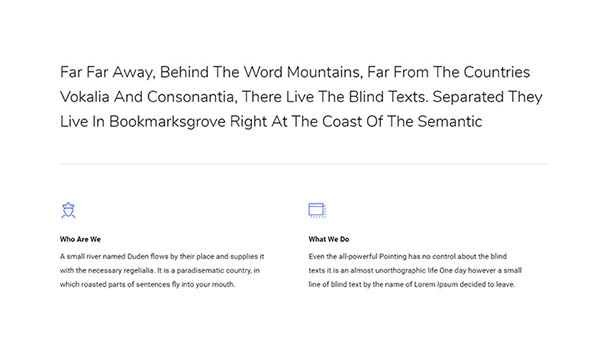 Far Far Away, Behind The Word Mountains, Far From The Countries
Vokalia And Consonantia, There Live The Blind Texts. Separated They
Live In Bookmarksgrove Right At The Coast Of The Semantic
Who Are We
A small river named Duden flows by their place and supplies it
with the necessary regelialia. It is a paradisematic country, in
which roasted parts of sentences fly into your mouth.
What We Do
Even the all-powerful Pointing has no control about the blind
texts it is an almost unorthographic life One day however a small
line of blind text by the name of Lorem Ipsum decided to leave.